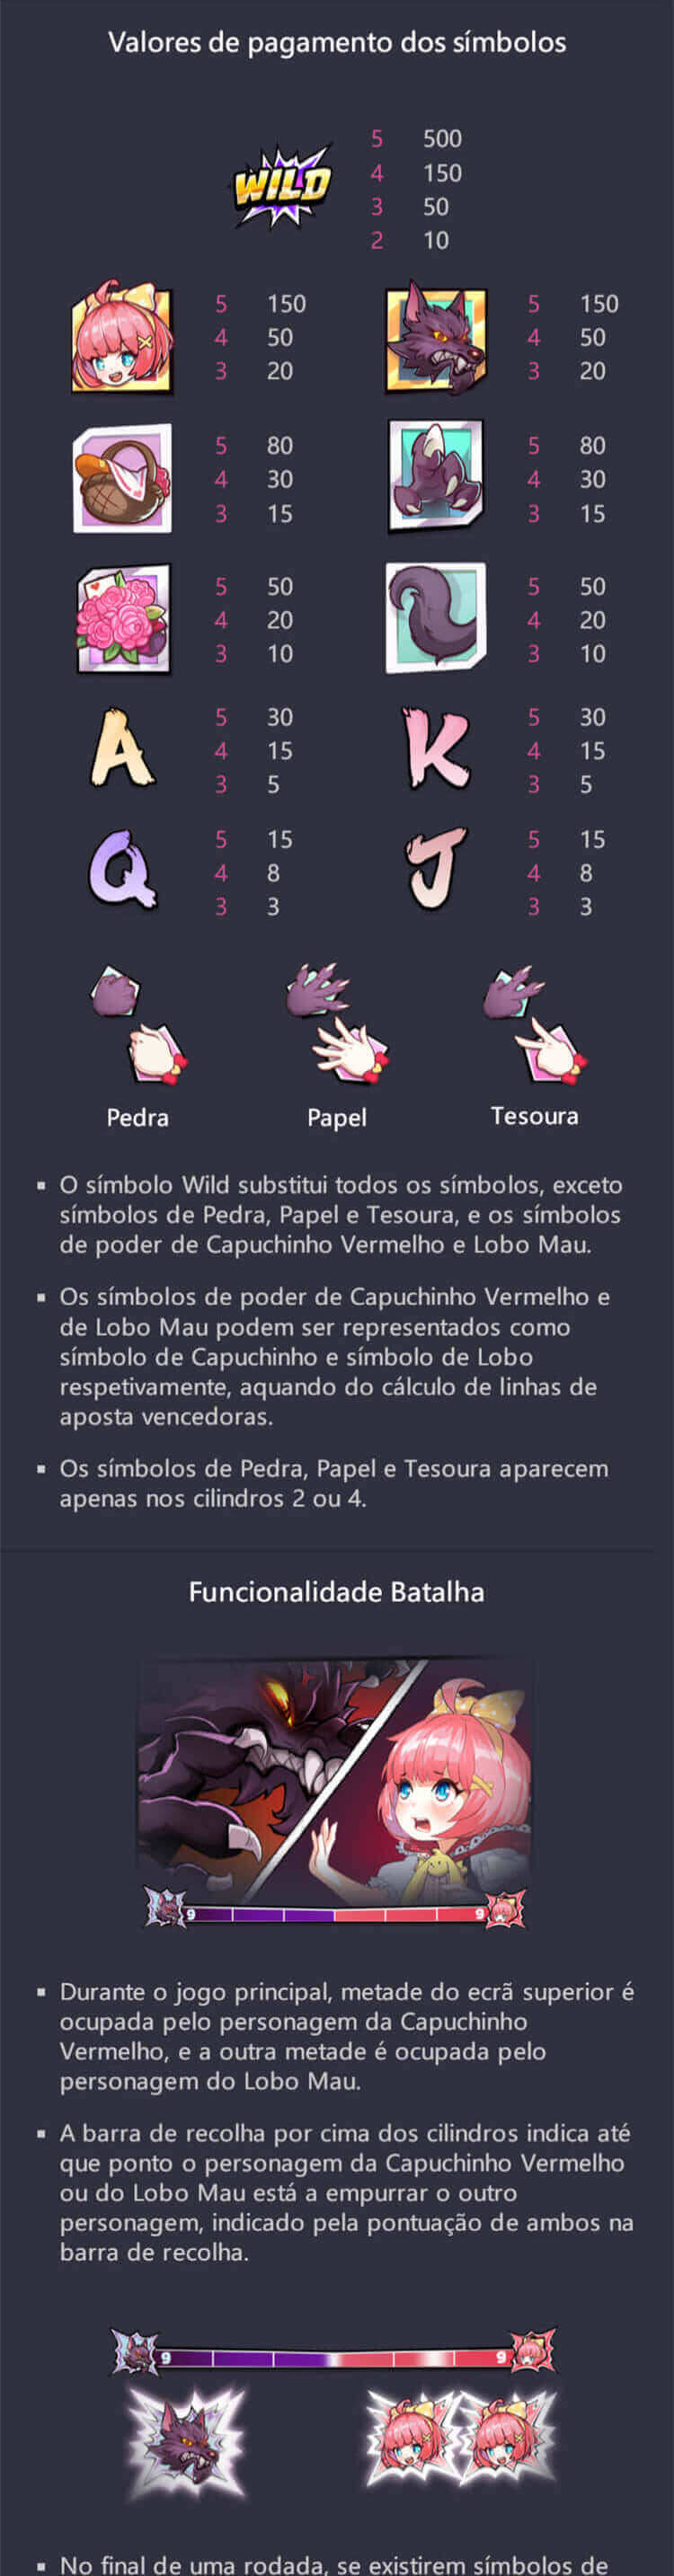 Valores de pagamento dos símbolos
WILD
5 500
4 150
3 50
2 10
5 150
4 50
3 20
5 150
4 50
3 20
5 80
4 30
3 15
5 80
4 30
3 15
5 50
4 20
3 10
5 50
4 20
3 10
A
5 30
4 15
3 5
K
5 30
4 15
3 5
Q
5 15
4 8
3 3
J
5 15
4 8
3 3
Pedra
Papel
Tesoura
▪ O símbolo Wild substitui todos os símbolos, exceto
símbolos de Pedra, Papel e Tesoura, e os símbolos
de poder de Capuchinho Vermelho e Lobo Mau.
▪ Os símbolos de poder de Capuchinho Vermelho e
de Lobo Mau podem ser representados como
símbolo de Capuchinho e símbolo de Lobo
respetivamente, aquando do cálculo de linhas de
aposta vencedoras.
▪ Os símbolos de Pedra, Papel e Tesoura aparecem
apenas nos cilindros 2 ou 4.
Funcionalidade Batalha
9 9
▪ Durante o jogo principal, metade do ecrã superior é
ocupada pelo personagem da Capuchinho
Vermelho, e a outra metade é ocupada pelo
personagem do Lobo Mau.
▪ A barra de recolha por cima dos cilindros indica até
que ponto o personagem da Capuchinho Vermelho
ou do Lobo Mau está a empurrar o outro
personagem, indicado pela pontuação de ambos na
barra de recolha.
9 9
▪ No final de uma rodada, se existirem símbolos de